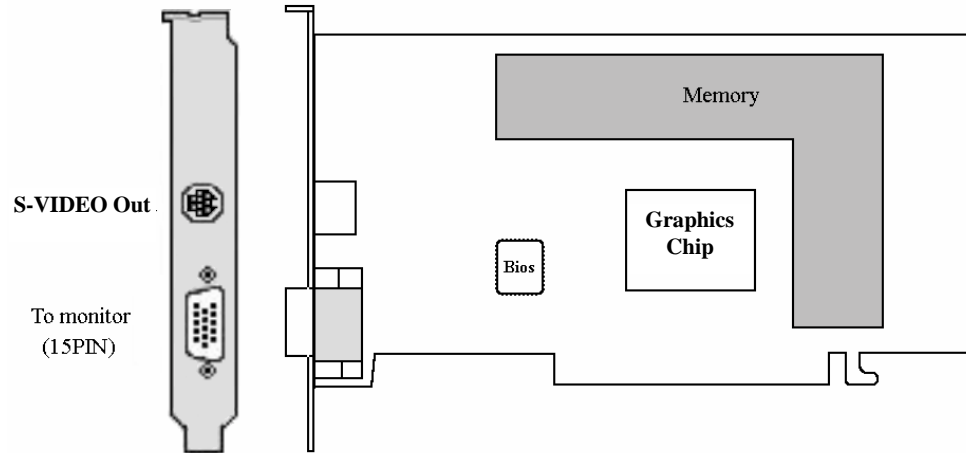 Memory
S-VIDEO Out
Graphics
Chip
Bios
To monitor
(15PIN)